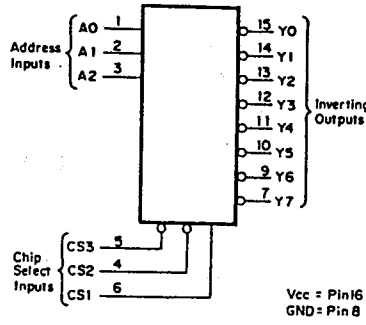 Address Inputs
A0 1
A1 2
A2 3
15 Y0
14 Y1
13 Y2
12 Y3
11 Y4
10 Y5
9 Y6
7 Y7
Inverting Outputs
Chip Select Inputs
CS3 5
CS2 4
CS1 6
Vcc = Pin16
GND= Pin 8